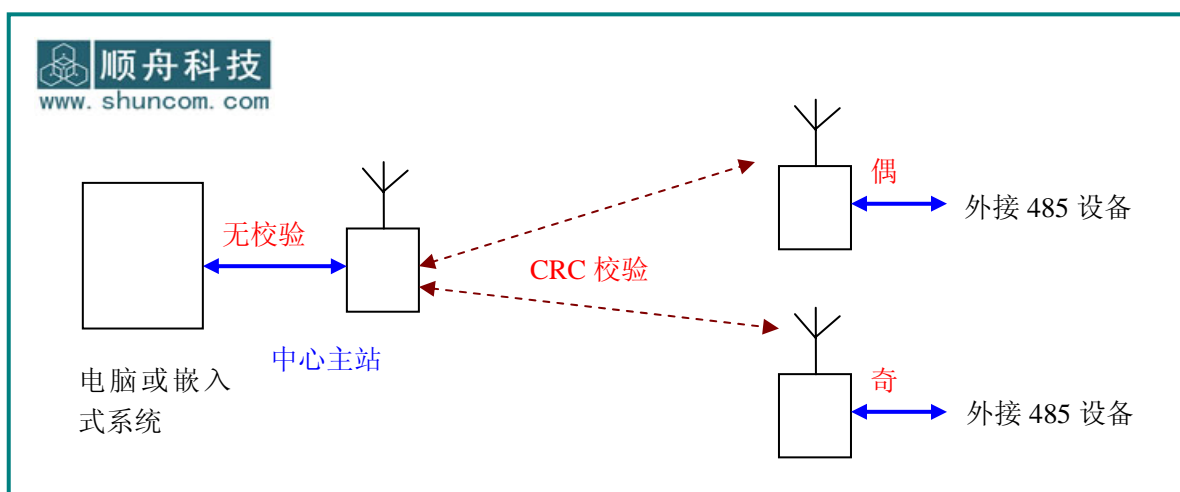 顺舟科技
www. shuncom. com
偶
外接 485 设备
无校验
CRC 校验
中心主站
电脑或嵌入
式系统
奇
外接 485 设备